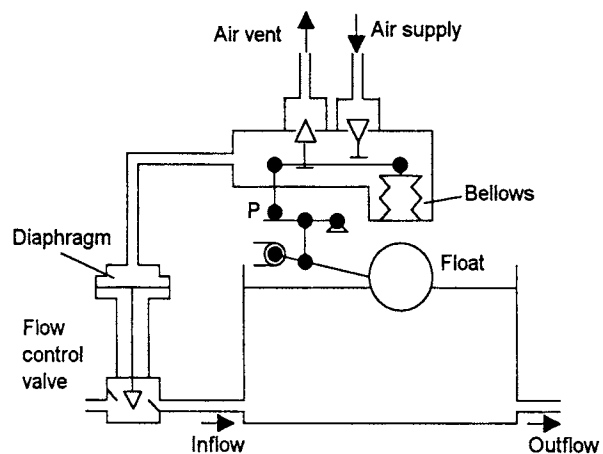 Air vent
Air supply
Bellows
P
Diaphragm
Float
Flow
control
valve
Inflow
Outflow